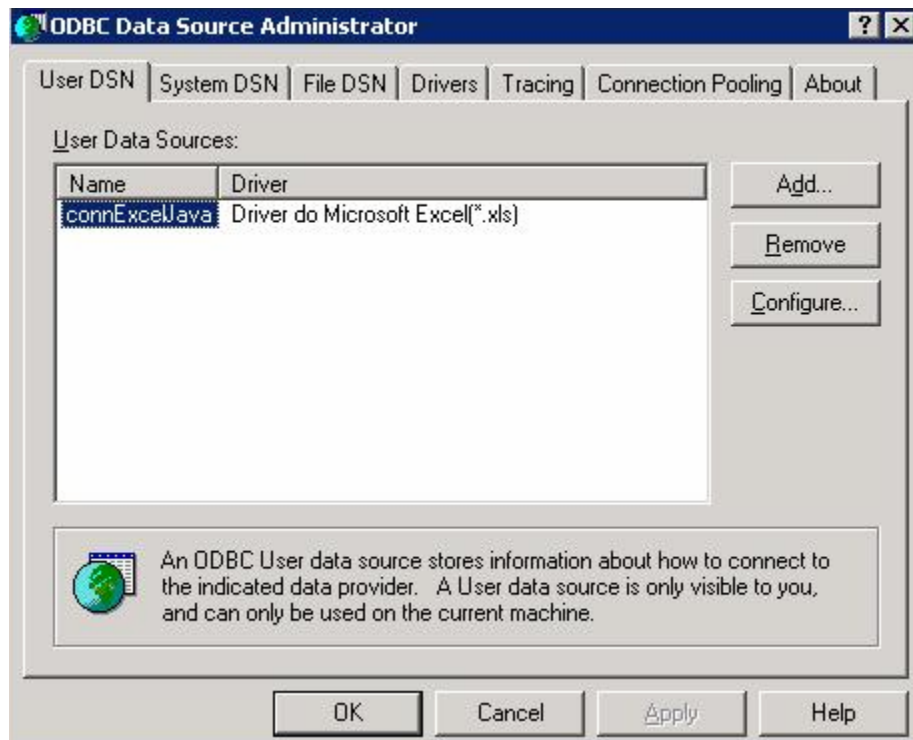 ODBC Data Source Administrator
User DSN System DSN File DSN Drivers Tracing Connection Pooling About
User Data Sources:
Name Driver
connExcelJava Driver do Microsoft Excel(*.xls)
Add...
Remove
Configure...
An ODBC User data source stores information about how to connect to
the indicated data provider. A User data source is only visible to you,
and can only be used on the current machine.
OK Cancel Apply Help